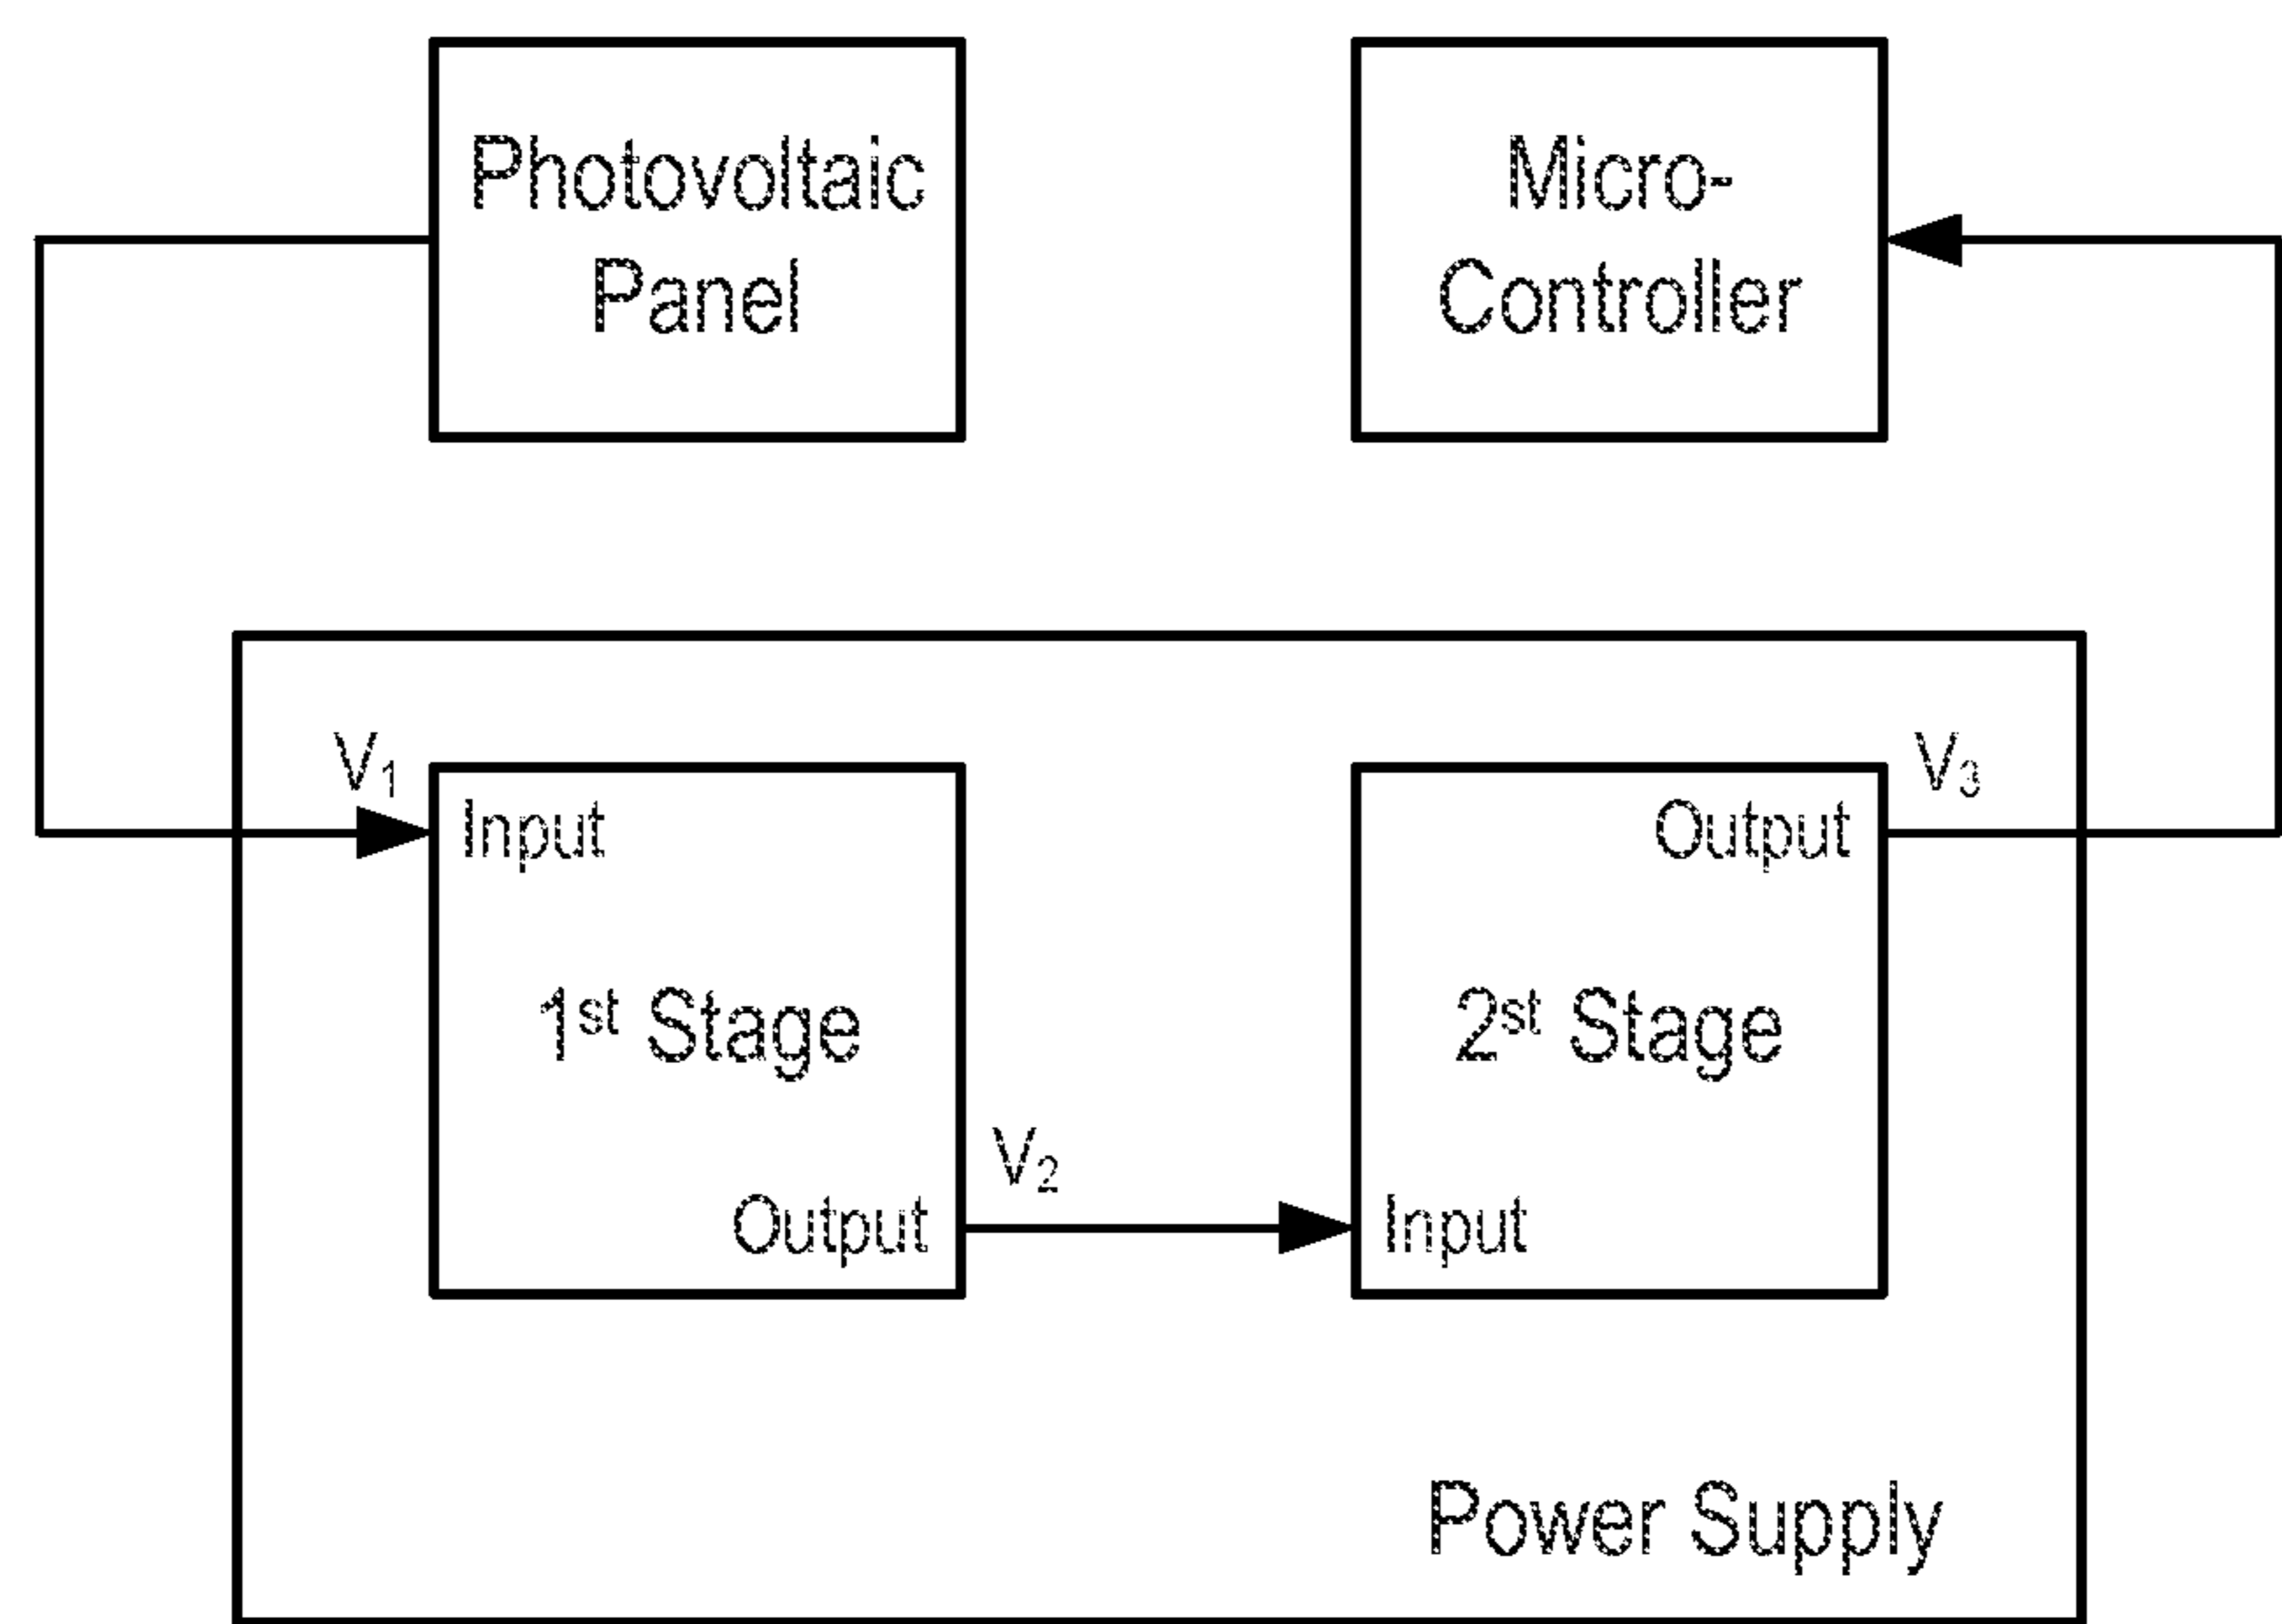 Photovoltaic
Panel
Micro-
Controller
V₁
Input
1st Stage
Output
V₂
V₃
Output
2st Stage
Input
Power Supply